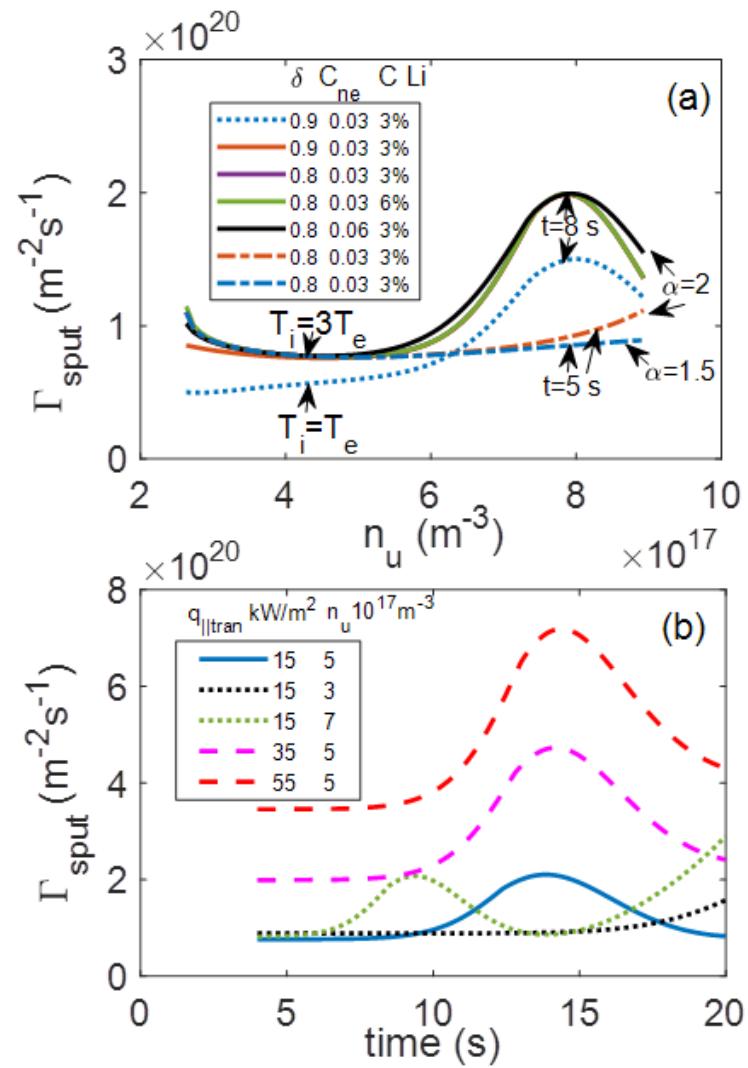 ×10^20
3
2
1
0
Γ_sput (m^-2s^-1)
(a)
δ C_ne C Li
0.9 0.03 3%
0.9 0.03 3%
0.8 0.03 3%
0.8 0.03 6%
0.8 0.06 3%
0.8 0.03 3%
0.8 0.03 3%
t=8 s
α=2
T_i=3T_e
t=5 s
α=1.5
T_i=T_e
2 4 6 8 10
n_u (m^-3)
×10^17
×10^20
8
6
4
2
0
Γ_sput (m^-2s^-1)
(b)
q_||tran kW/m^2 n_u10^17m^-3
15 5
15 3
15 7
35 5
55 5
0 5 10 15 20
time (s)